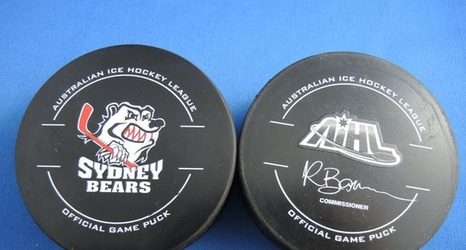 AUSTRALIAN ICE HOCKEY LEAGUE
SYDNEY
BEARS
OFFICIAL GAME PUCK
AUSTRALIAN ICE HOCKEY LEAGUE
AIHL
COMMISSIONER
OFFICIAL GAME PUCK